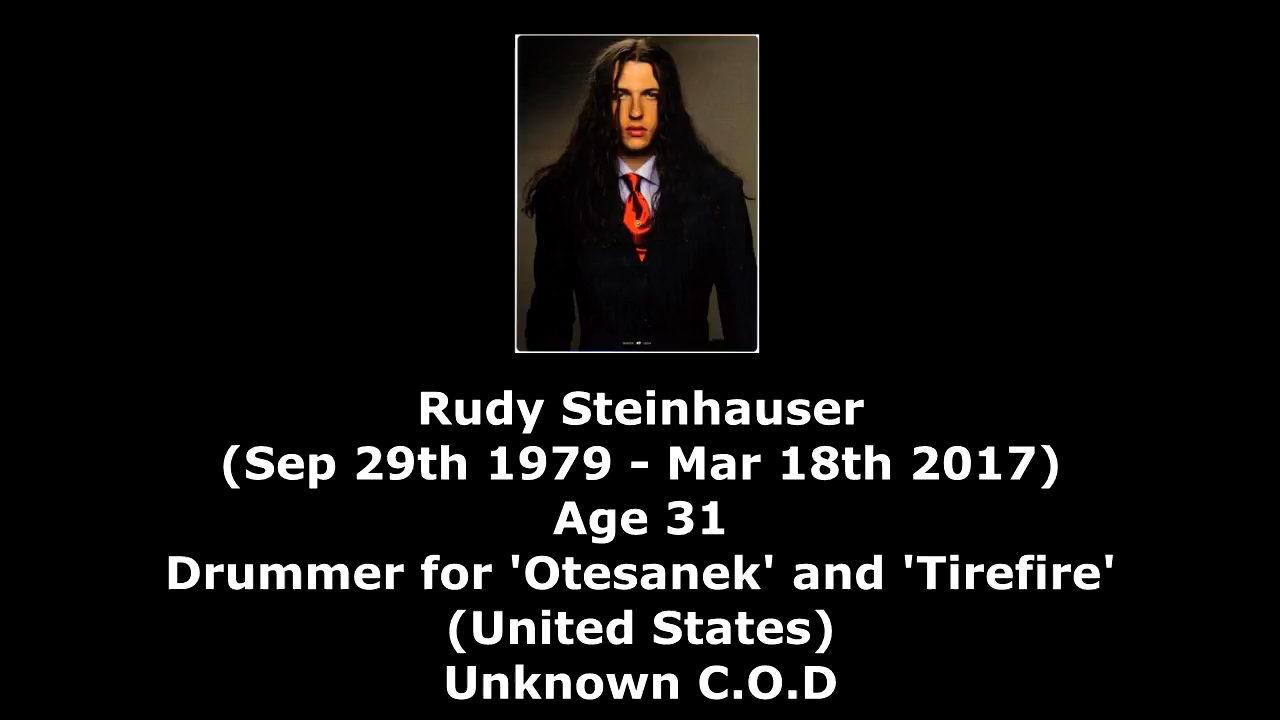 Rudy Steinhauser
(Sep 29th 1979 - Mar 18th 2017)
Age 31
Drummer for 'Otesanek' and 'Tirefire'
(United States)
Unknown C.O.D